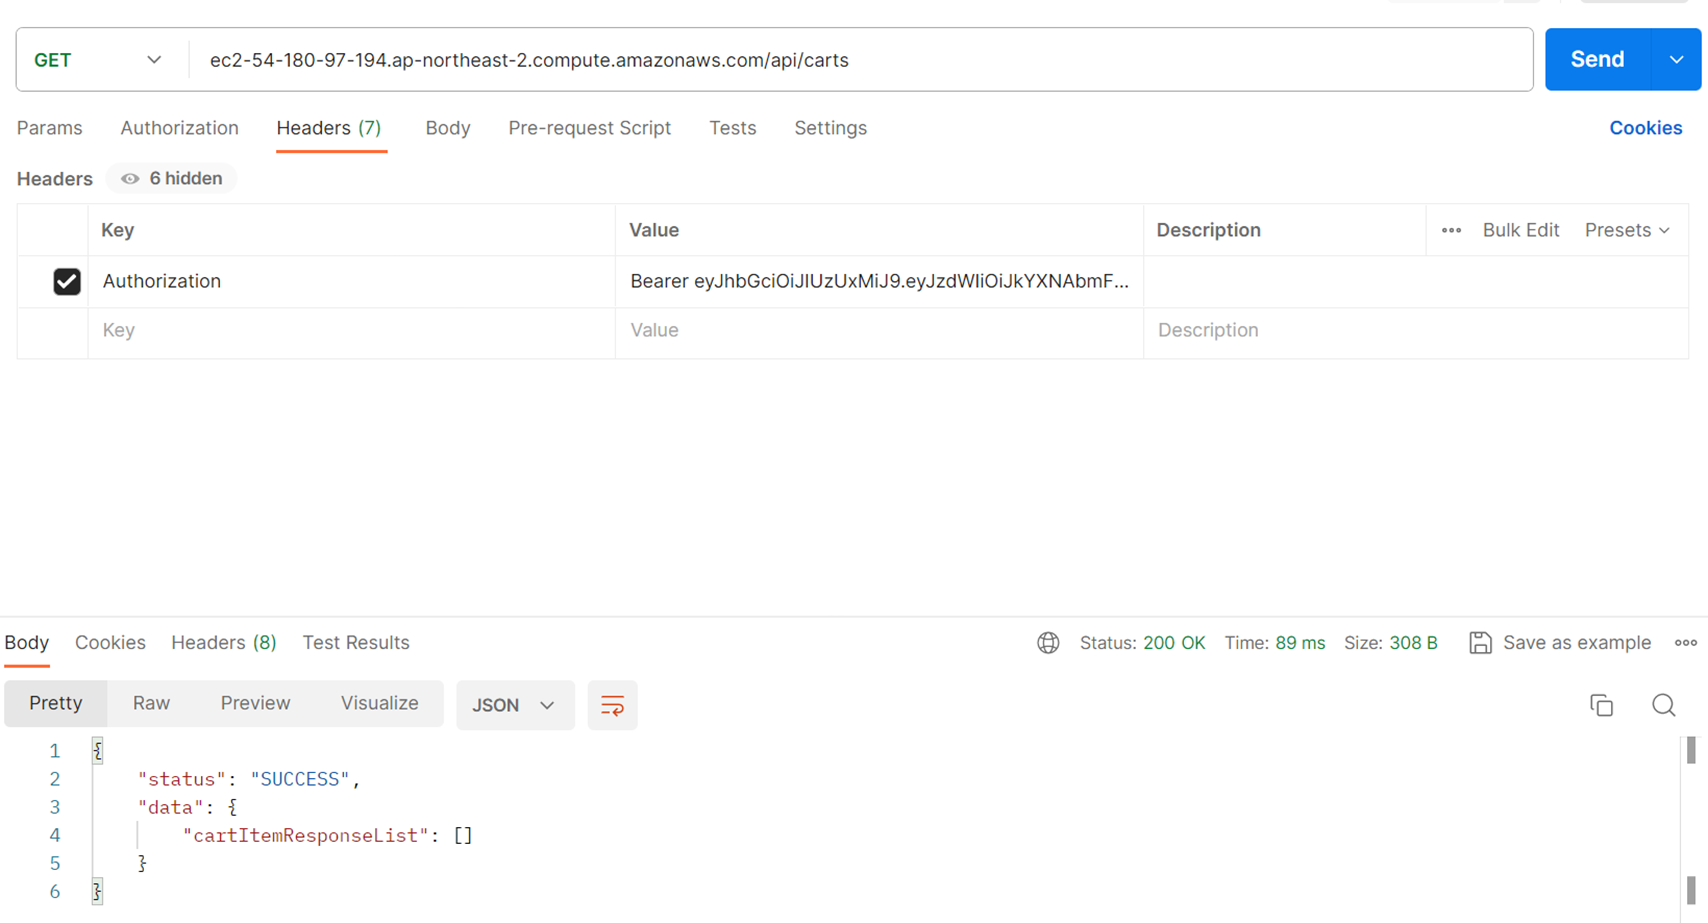 GET ec2-54-180-97-194.ap-northeast-2.compute.amazonaws.com/api/carts Send
Params Authorization Headers (7) Body Pre-request Script Tests Settings Cookies
Headers 6 hidden
Key Value Description ••• Bulk Edit Presets
Authorization Bearer eyJhbGciOiJIUzUxMiJ9.eyJzdWIiOiJkYXNAbmF...
Key Value Description
Body Cookies Headers (8) Test Results Status: 200 OK Time: 89 ms Size: 308 B Save as example
Pretty Raw Preview Visualize JSON
1 {
2 "status": "SUCCESS",
3 "data": {
4 "cartItemResponseList": []
5 }
6 }